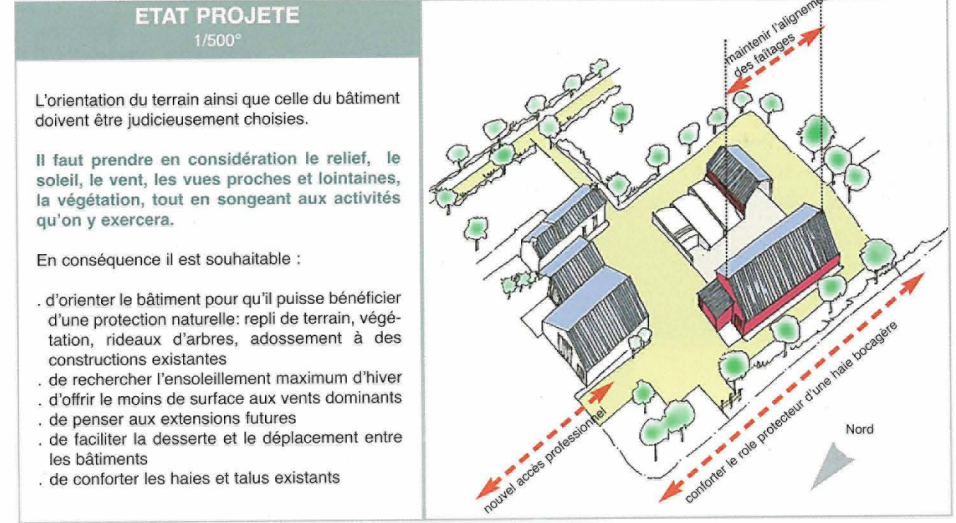 ETAT PROJETE
1/500°
L'orientation du terrain ainsi que celle du bâtiment
doivent être judicieusement choisies.
Il faut prendre en considération le relief, le
soleil, le vent, les vues proches et lointaines,
la végétation, tout en songeant aux activités
qu'on y exercera.
En conséquence il est souhaitable :
. d'orienter le bâtiment pour qu'il puisse bénéficier
d'une protection naturelle: repli de terrain, végé-
tation, rideaux d'arbres, adossement à des
constructions existantes
. de rechercher l'ensoleillement maximum d'hiver
. d'offrir le moins de surface aux vents dominants
. de penser aux extensions futures
. de faciliter la desserte et le déplacement entre
les bâtiments
. de conforter les haies et talus existants
maintenir l'aligneme
des faîtages
nouvel accès professionnel
conforter le role protecteur d'une haie bocagère
Nord